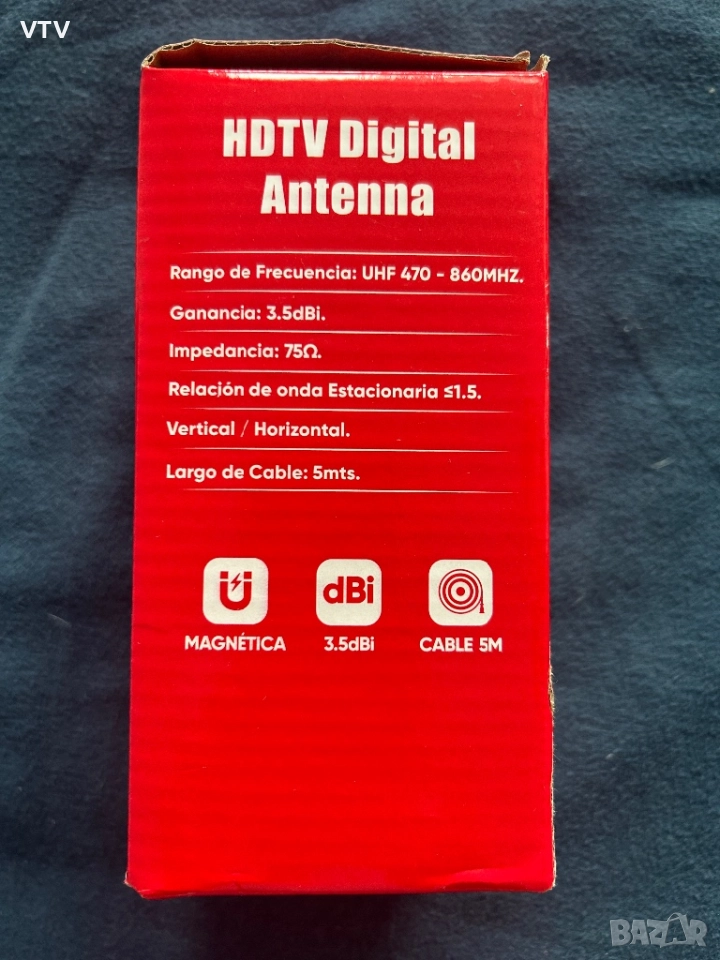 VTV
HDTV Digital
Antenna
Rango de Frecuencia: UHF 470 - 860MHZ.
Ganancia: 3.5dBi.
Impedancia: 75Ω.
Relación de onda Estacionaria ≤1.5.
Vertical / Horizontal.
Largo de Cable: 5mts.
dBi
MAGNÉTICA
3.5dBi
CABLE 5M
BAZAR